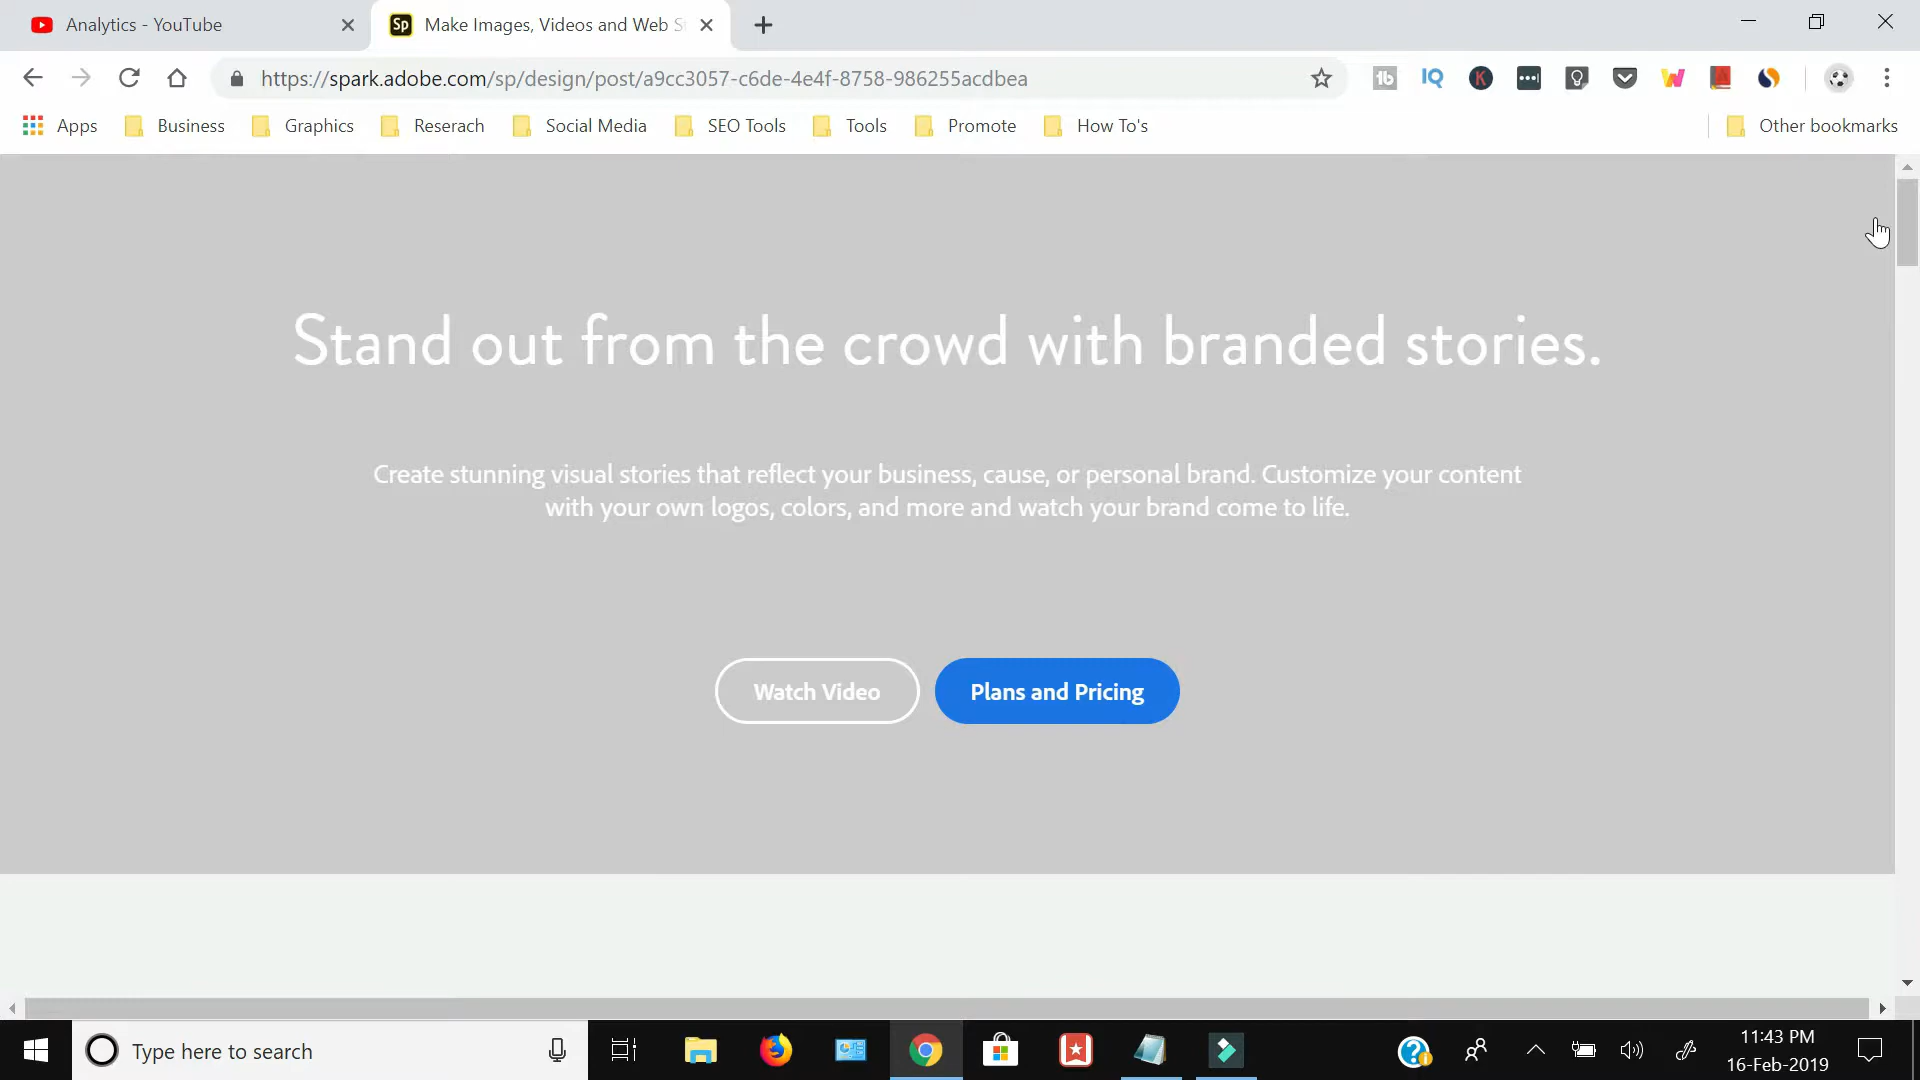 Analytics - YouTube
Sp
Make Images, Videos and Web S
https://spark.adobe.com/sp/design/post/a9cc3057-c6de-4e4f-8758-986255acdbea
tb
IQ
K
Apps
Business
Graphics
Reserach
Social Media
SEO Tools
Tools
Promote
How To's
Other bookmarks
Stand out from the crowd with branded stories.
Create stunning visual stories that reflect your business, cause, or personal brand. Customize your content
with your own logos, colors, and more and watch your brand come to life.
Watch Video
Plans and Pricing
Type here to search
11:43 PM
16-Feb-2019